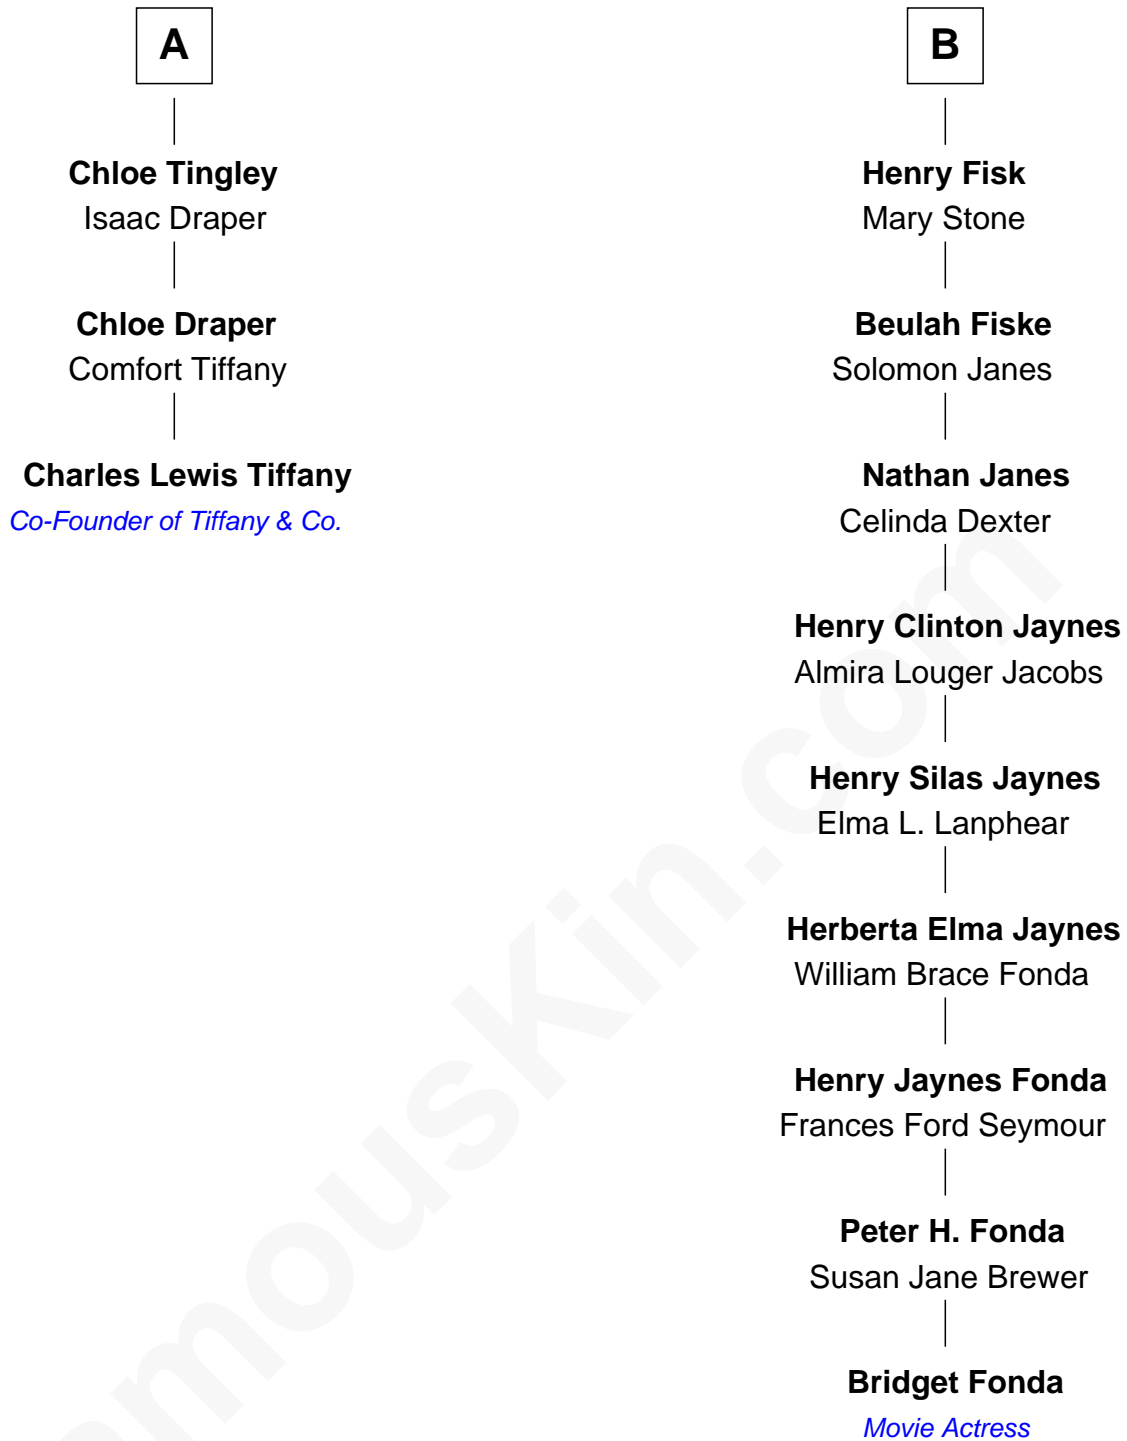 A
Chloe Tingley
Isaac Draper
Chloe Draper
Comfort Tiffany
Charles Lewis Tiffany
Co-Founder of Tiffany & Co.
B
Henry Fisk
Mary Stone
Beulah Fiske
Solomon Janes
Nathan Janes
Celinda Dexter
Henry Clinton Jaynes
Almira Louger Jacobs
Henry Silas Jaynes
Elma L. Lanphear
Herberta Elma Jaynes
William Brace Fonda
Henry Jaynes Fonda
Frances Ford Seymour
Peter H. Fonda
Susan Jane Brewer
Bridget Fonda
Movie Actress
amousKin.com